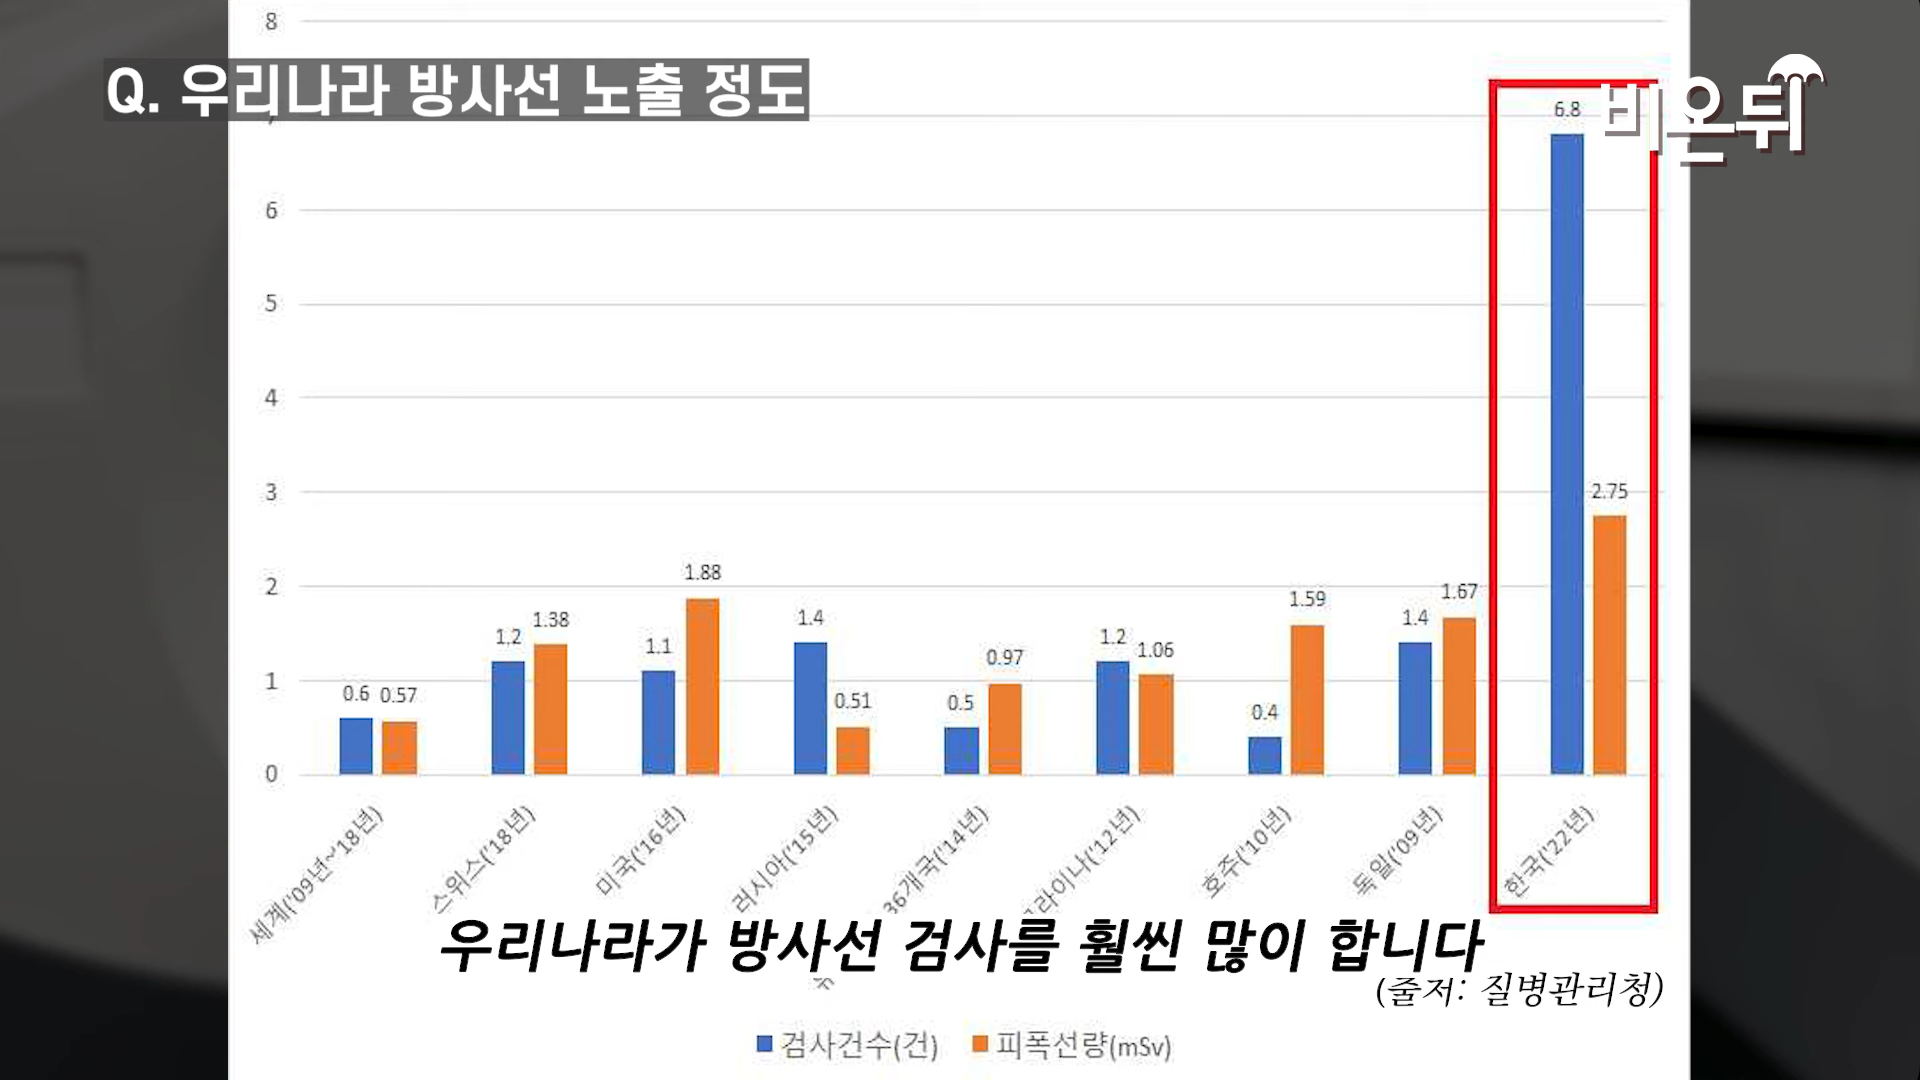 Q. 우리나라 방사선 노출 정도
비온뒤
8
6
5
4
3
2
1
0
0.6 0.57
1.2 1.38
1.1 1.88
1.4 0.51
0.5 0.97
1.2 1.06
0.4 1.59
1.4 1.67
6.8 2.75
세계('09년~'18년)
스위스('18년)
미국('16년)
러시아('15년)
36개국('14년)
호주('10년)
독일('09년)
한국('22년)
우리나라가 방사선 검사를 훨씬 많이 합니다
(줄저: 질병관리청)
검사건수(건) 피폭선량(mSv)